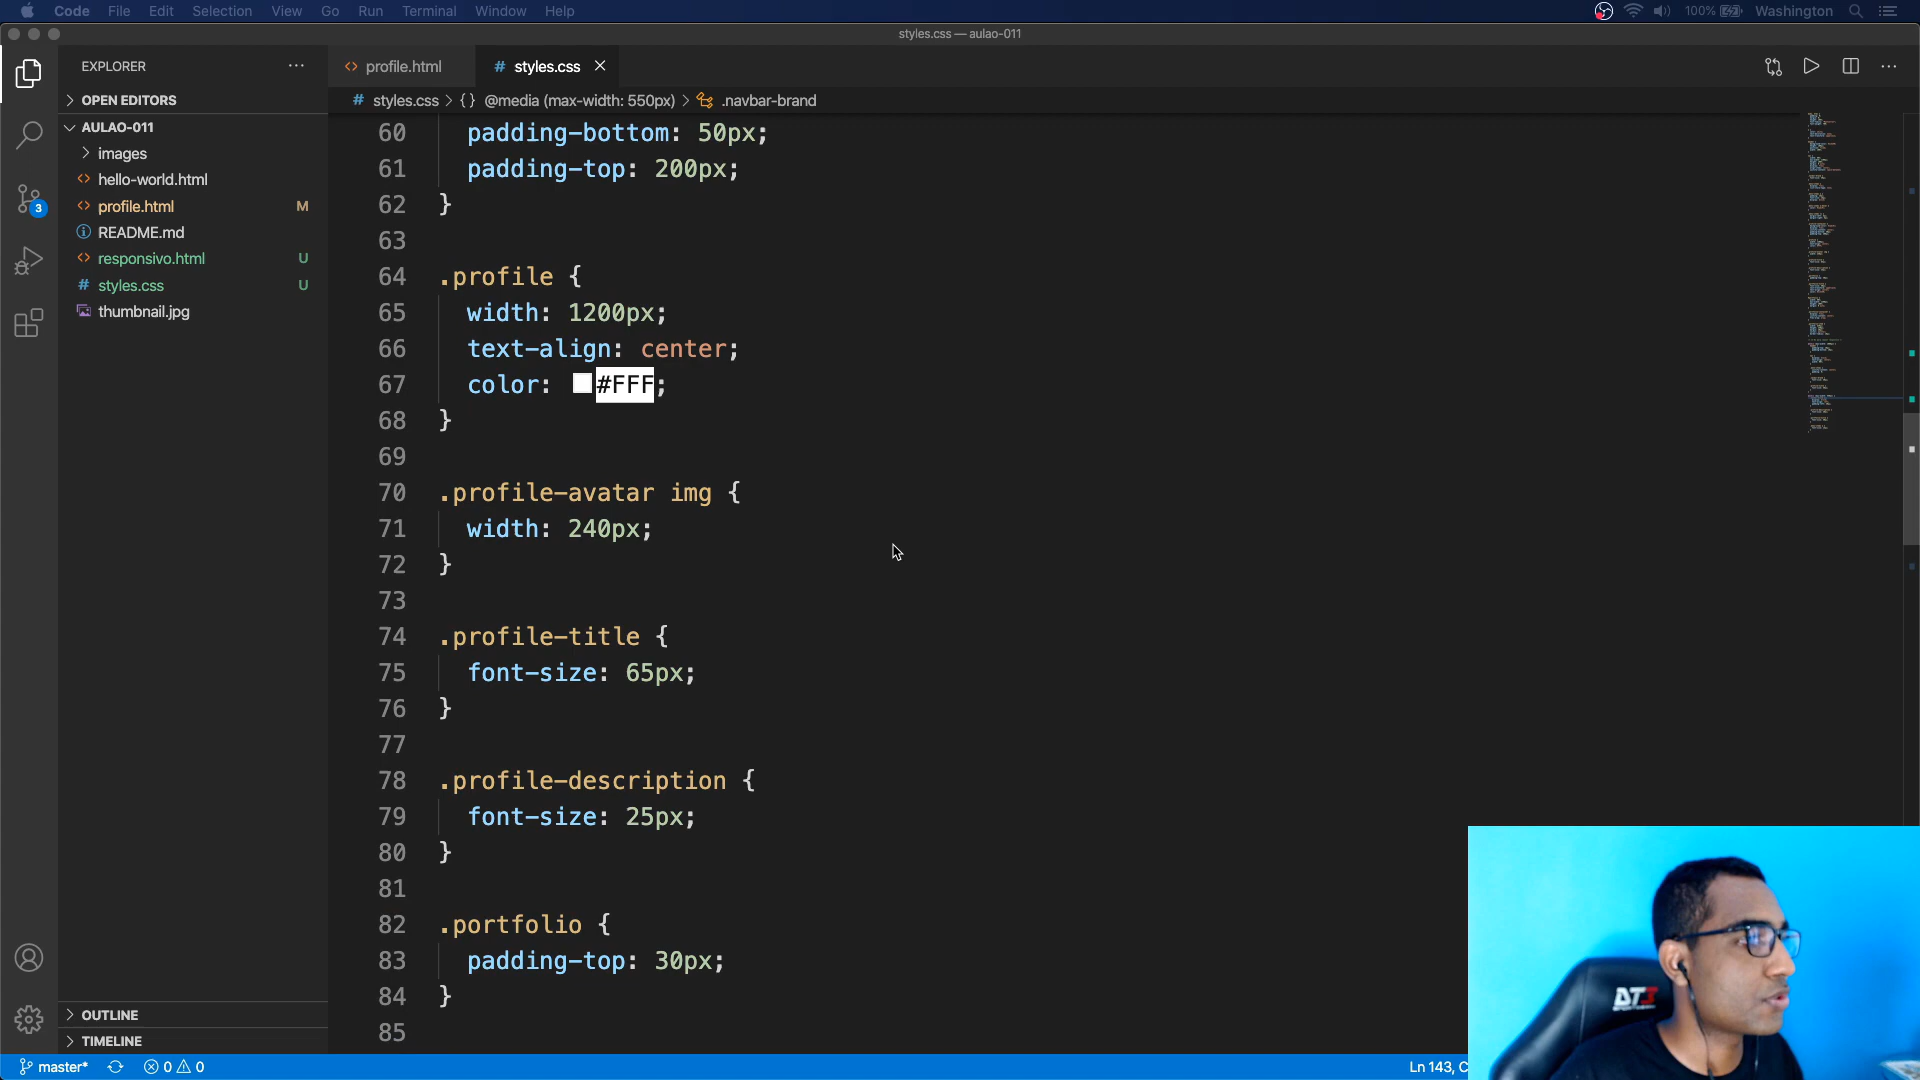 Code File Edit Selection View Go Run Terminal Window Help 100% Washington
styles.css — aulao-011
EXPLORER
OPEN EDITORS
AULAO-011
images
hello-world.html
profile.html M
README.md
responsivo.html U
styles.css U
thumbnail.jpg
OUTLINE
TIMELINE
3
profile.html # styles.css
# styles.css > {} @media (max-width: 550px) > .navbar-brand
60 padding-bottom: 50px;
61 padding-top: 200px;
62 }
63
64 .profile {
65 width: 1200px;
66 text-align: center;
67 color: #FFF;
68 }
69
70 .profile-avatar img {
71 width: 240px;
72 }
73
74 .profile-title {
75 font-size: 65px;
76 }
77
78 .profile-description {
79 font-size: 25px;
80 }
81
82 .portfolio {
83 padding-top: 30px;
84 }
85
DT3
master* 0 0 Ln 143, C